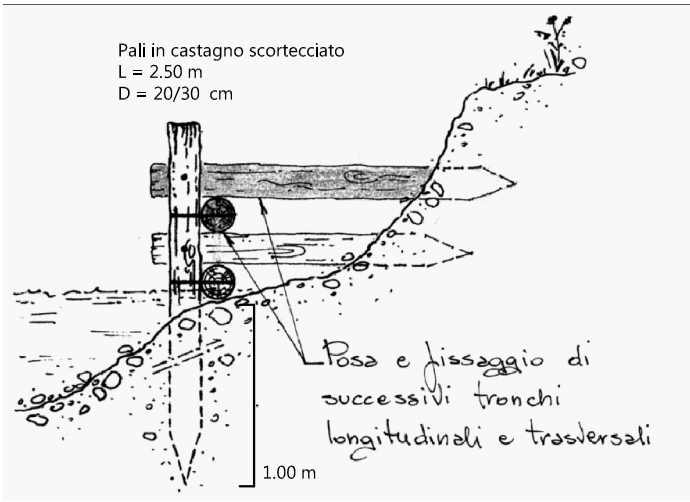 Pali in castagno scortecciato
L = 2.50 m
D = 20/30 cm
Posa e fissaggio di
successivi tronchi
longitudinali e trasversali
1.00 m